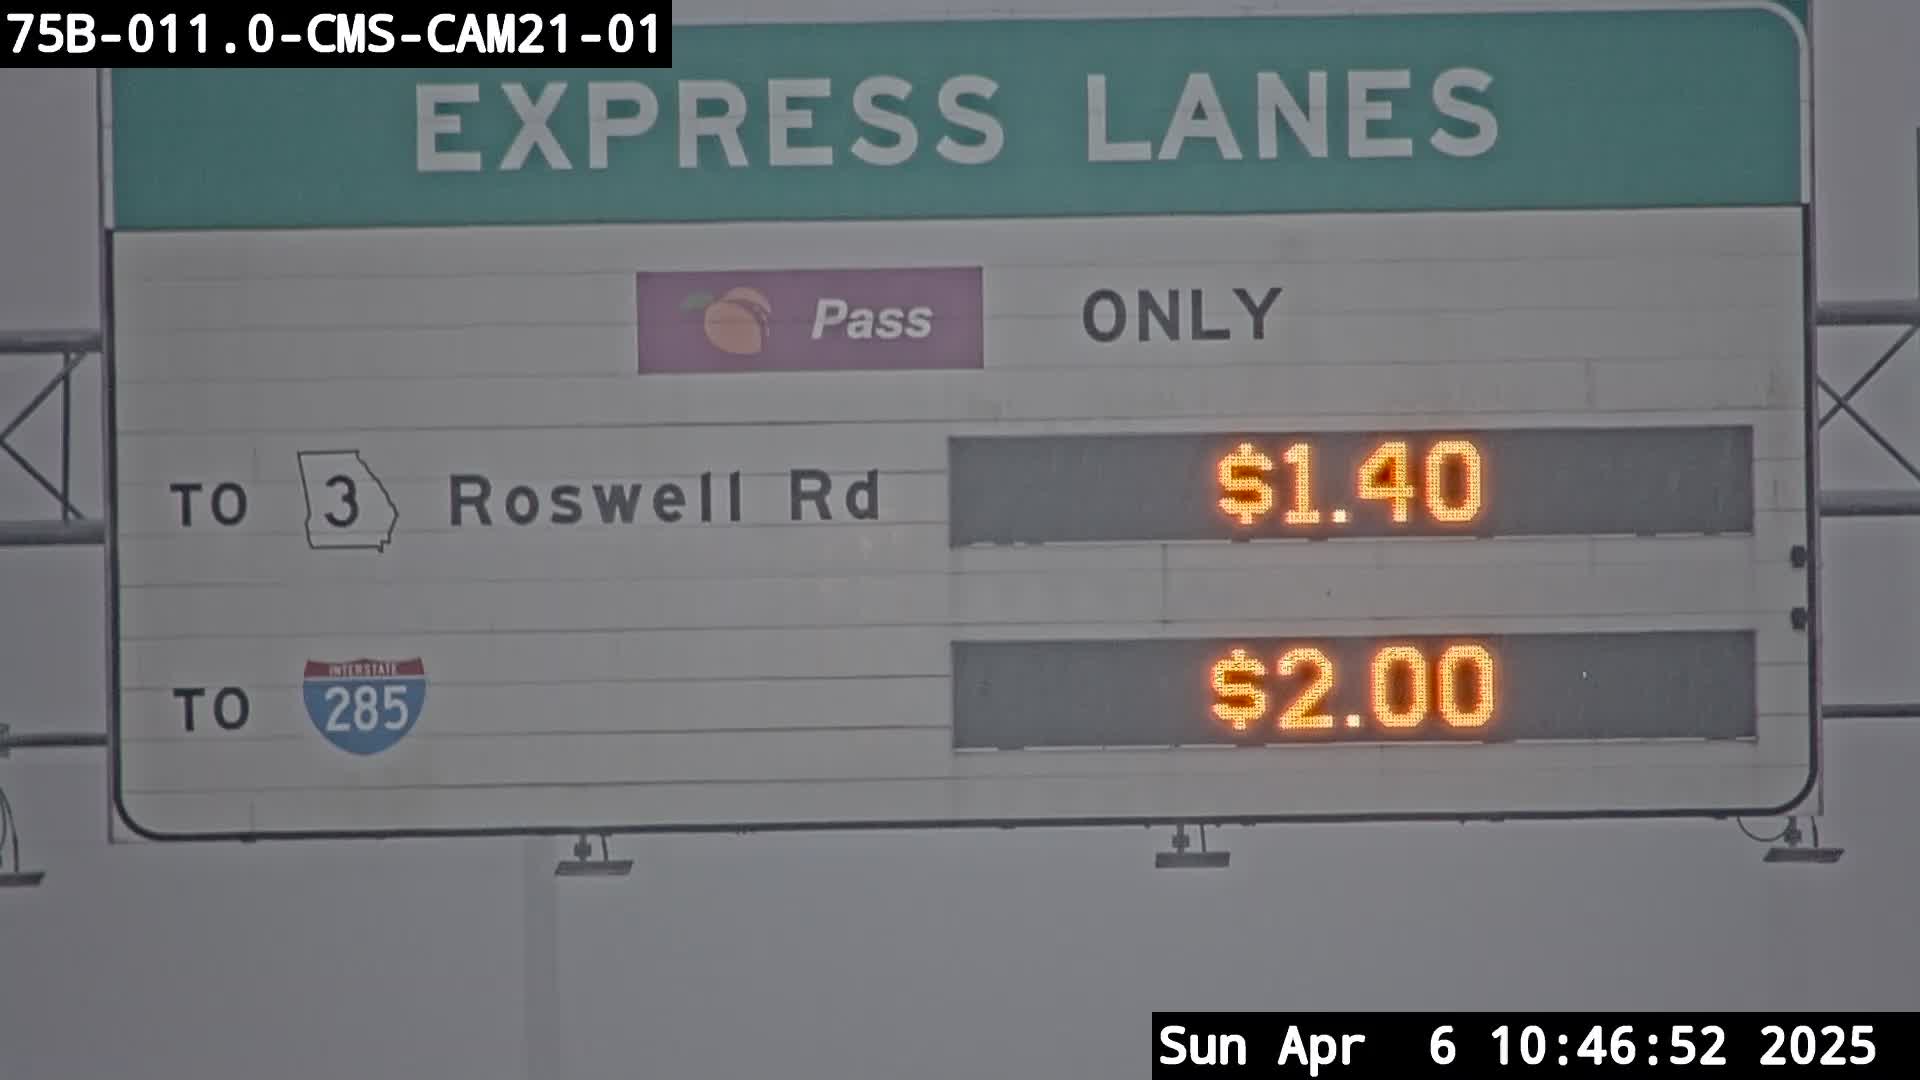 75B-011.0-CMS-CAM21-01
EXPRESS LANES
Pass ONLY
TO 3 Roswell Rd $1.40
TO INTERSTATE 285 $2.00
Sun Apr 6 10:46:52 2025